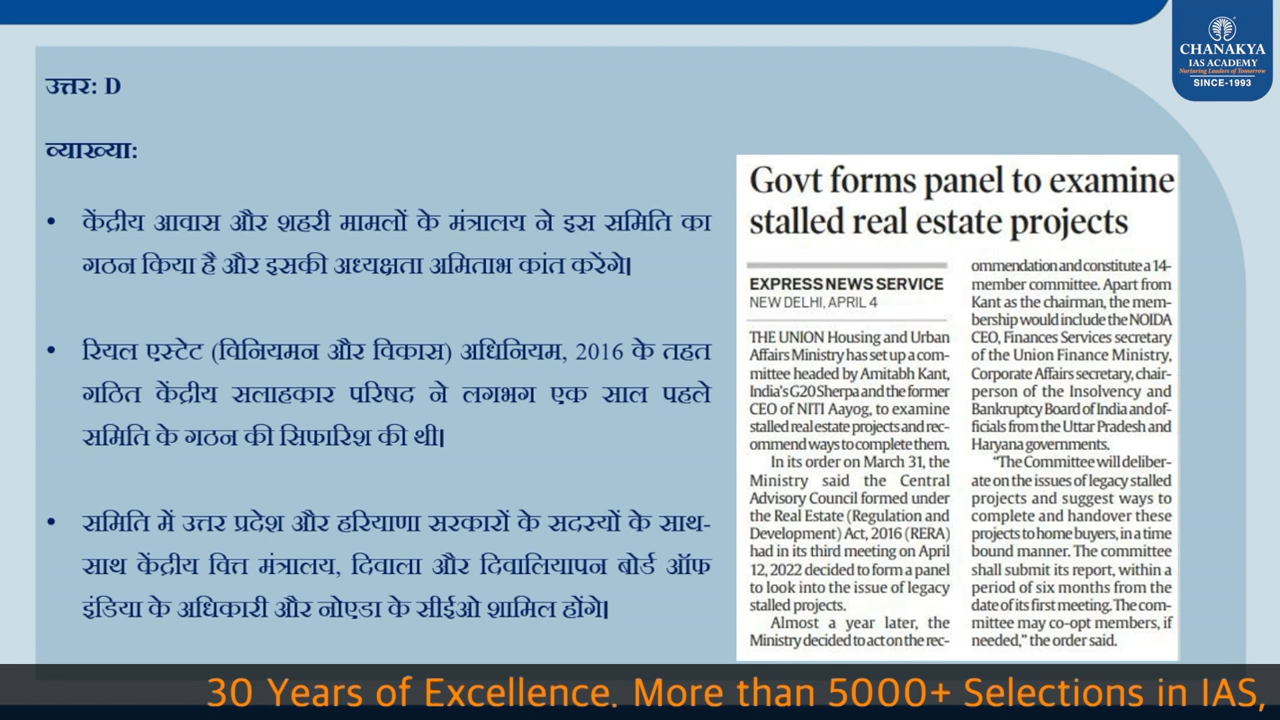 CHANAKYA
IAS ACADEMY
Nurturing Leaders of Tomorrow
SINCE-1993
उत्तर: D
व्याख्या:
• केंद्रीय आवास और शहरी मामलों के मंत्रालय ने इस समिति का
गठन किया है और इसकी अध्यक्षता अमिताभ कांत करेंगे।
• रियल एस्टेट (विनियमन और विकास) अधिनियम, 2016 के तहत
गठित केंद्रीय सलाहकार परिषद ने लगभग एक साल पहले
समिति के गठन की सिफारिश की थी।
• समिति में उत्तर प्रदेश और हरियाणा सरकारों के सदस्यों के साथ-
साथ केंद्रीय वित्त मंत्रालय, दिवाला और दिवालियापन बोर्ड ऑफ
इंडिया के अधिकारी और नोएडा के सीईओ शामिल होंगे।
Govt forms panel to examine
stalled real estate projects
EXPRESS NEWS SERVICE
NEW DELHI, APRIL 4
THE UNION Housing and Urban
Affairs Ministry has set up a com-
mittee headed by Amitabh Kant,
India's G20 Sherpa and the former
CEO of NITI Aayog, to examine
stalled real estate projects and rec-
ommend ways to complete them.
In its order on March 31, the
Ministry said the Central
Advisory Council formed under
the Real Estate (Regulation and
Development) Act, 2016 (RERA)
had in its third meeting on April
12, 2022 decided to form a panel
to look into the issue of legacy
stalled projects.
Almost a year later, the
Ministry decided to act on the rec-
ommendation and constitute a 14-
member committee. Apart from
Kant as the chairman, the mem-
bership would include the NOIDA
CEO, Finances Services secretary
of the Union Finance Ministry,
Corporate Affairs secretary, chair-
person of the Insolvency and
Bankruptcy Board of India and of-
ficials from the Uttar Pradesh and
Haryana governments.
"The Committee will deliber-
ate on the issues of legacy stalled
projects and suggest ways to
complete and handover these
projects to home buyers, in a time
bound manner. The committee
shall submit its report, within a
period of six months from the
date of its first meeting. The com-
mittee may co-opt members, if
needed," the order said.
30 Years of Excellence. More than 5000+ Selections in IAS,